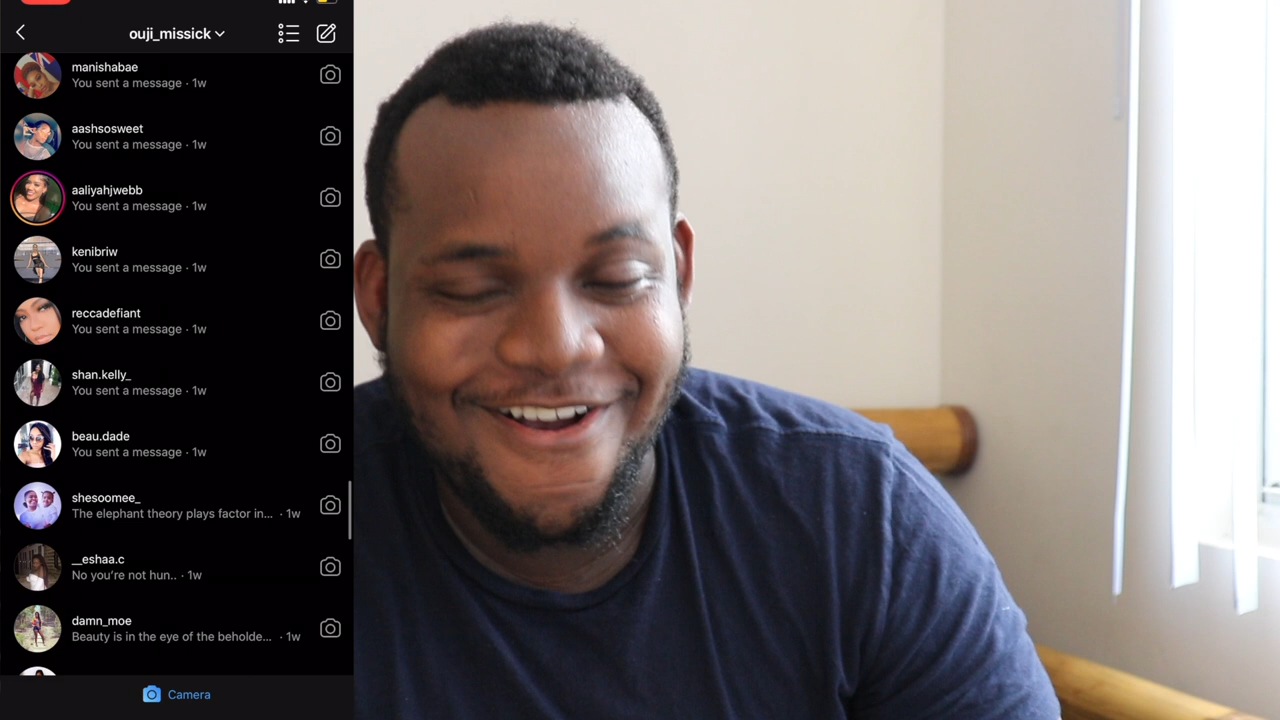 ouji_missick
manishabae
You sent a message · 1w
aashsosweet
You sent a message · 1w
aaliyahjwebb
You sent a message · 1w
kenibriw
You sent a message · 1w
reccadefiant
You sent a message · 1w
shan.kelly_
You sent a message · 1w
beau.dade
You sent a message · 1w
shesoomee_
The elephant theory plays factor in... · 1w
__eshaa.c
No you're not hun.. · 1w
damn_moe
Beauty is in the eye of the beholde... · 1w
Camera